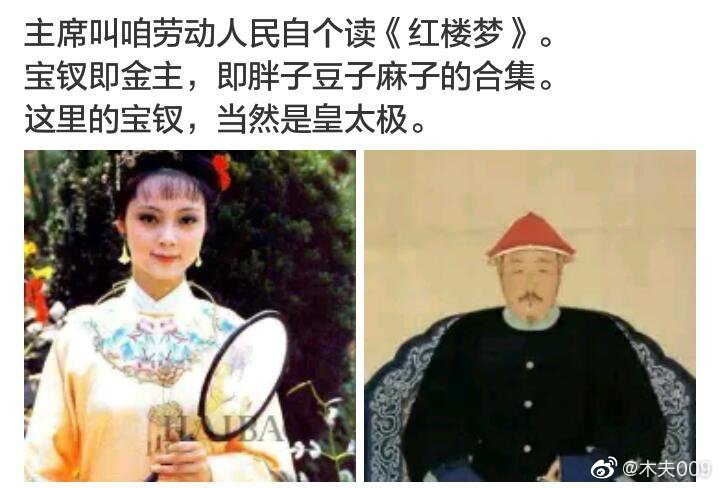 主席叫咱劳动人民自个读《红楼梦》。
宝钗即金主，即胖子豆子麻子的合集。
这里的宝钗，当然是皇太极。
HAIBA
@木夫009